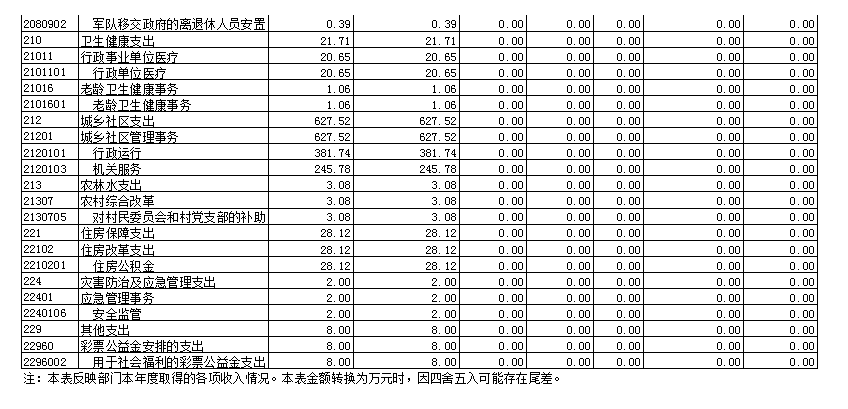 2080902 军队移交政府的离退休人员安置 0.39 0.39 0.00 0.00 0.00 0.00 0.00
210 卫生健康支出 21.71 21.71 0.00 0.00 0.00 0.00 0.00
21011 行政事业单位医疗 20.65 20.65 0.00 0.00 0.00 0.00 0.00
2101101 行政单位医疗 20.65 20.65 0.00 0.00 0.00 0.00 0.00
21016 老龄卫生健康事务 1.06 1.06 0.00 0.00 0.00 0.00 0.00
2101601 老龄卫生健康事务 1.06 1.06 0.00 0.00 0.00 0.00 0.00
212 城乡社区支出 627.52 627.52 0.00 0.00 0.00 0.00 0.00
21201 城乡社区管理事务 627.52 627.52 0.00 0.00 0.00 0.00 0.00
2120101 行政运行 381.74 381.74 0.00 0.00 0.00 0.00 0.00
2120103 机关服务 245.78 245.78 0.00 0.00 0.00 0.00 0.00
213 农林水支出 3.08 3.08 0.00 0.00 0.00 0.00 0.00
21307 农村综合改革 3.08 3.08 0.00 0.00 0.00 0.00 0.00
2130705 对村民委员会和村党支部的补助 3.08 3.08 0.00 0.00 0.00 0.00 0.00
221 住房保障支出 28.12 28.12 0.00 0.00 0.00 0.00 0.00
22102 住房改革支出 28.12 28.12 0.00 0.00 0.00 0.00 0.00
2210201 住房公积金 28.12 28.12 0.00 0.00 0.00 0.00 0.00
224 灾害防治及应急管理支出 2.00 2.00 0.00 0.00 0.00 0.00 0.00
22401 应急管理事务 2.00 2.00 0.00 0.00 0.00 0.00 0.00
2240106 安全监管 2.00 2.00 0.00 0.00 0.00 0.00 0.00
229 其他支出 8.00 8.00 0.00 0.00 0.00 0.00 0.00
22960 彩票公益金安排的支出 8.00 8.00 0.00 0.00 0.00 0.00 0.00
2296002 用于社会福利的彩票公益金支出 8.00 8.00 0.00 0.00 0.00 0.00 0.00
注：本表反映部门本年度取得的各项收入情况。本表金额转换为万元时，因四舍五入可能存在尾差。